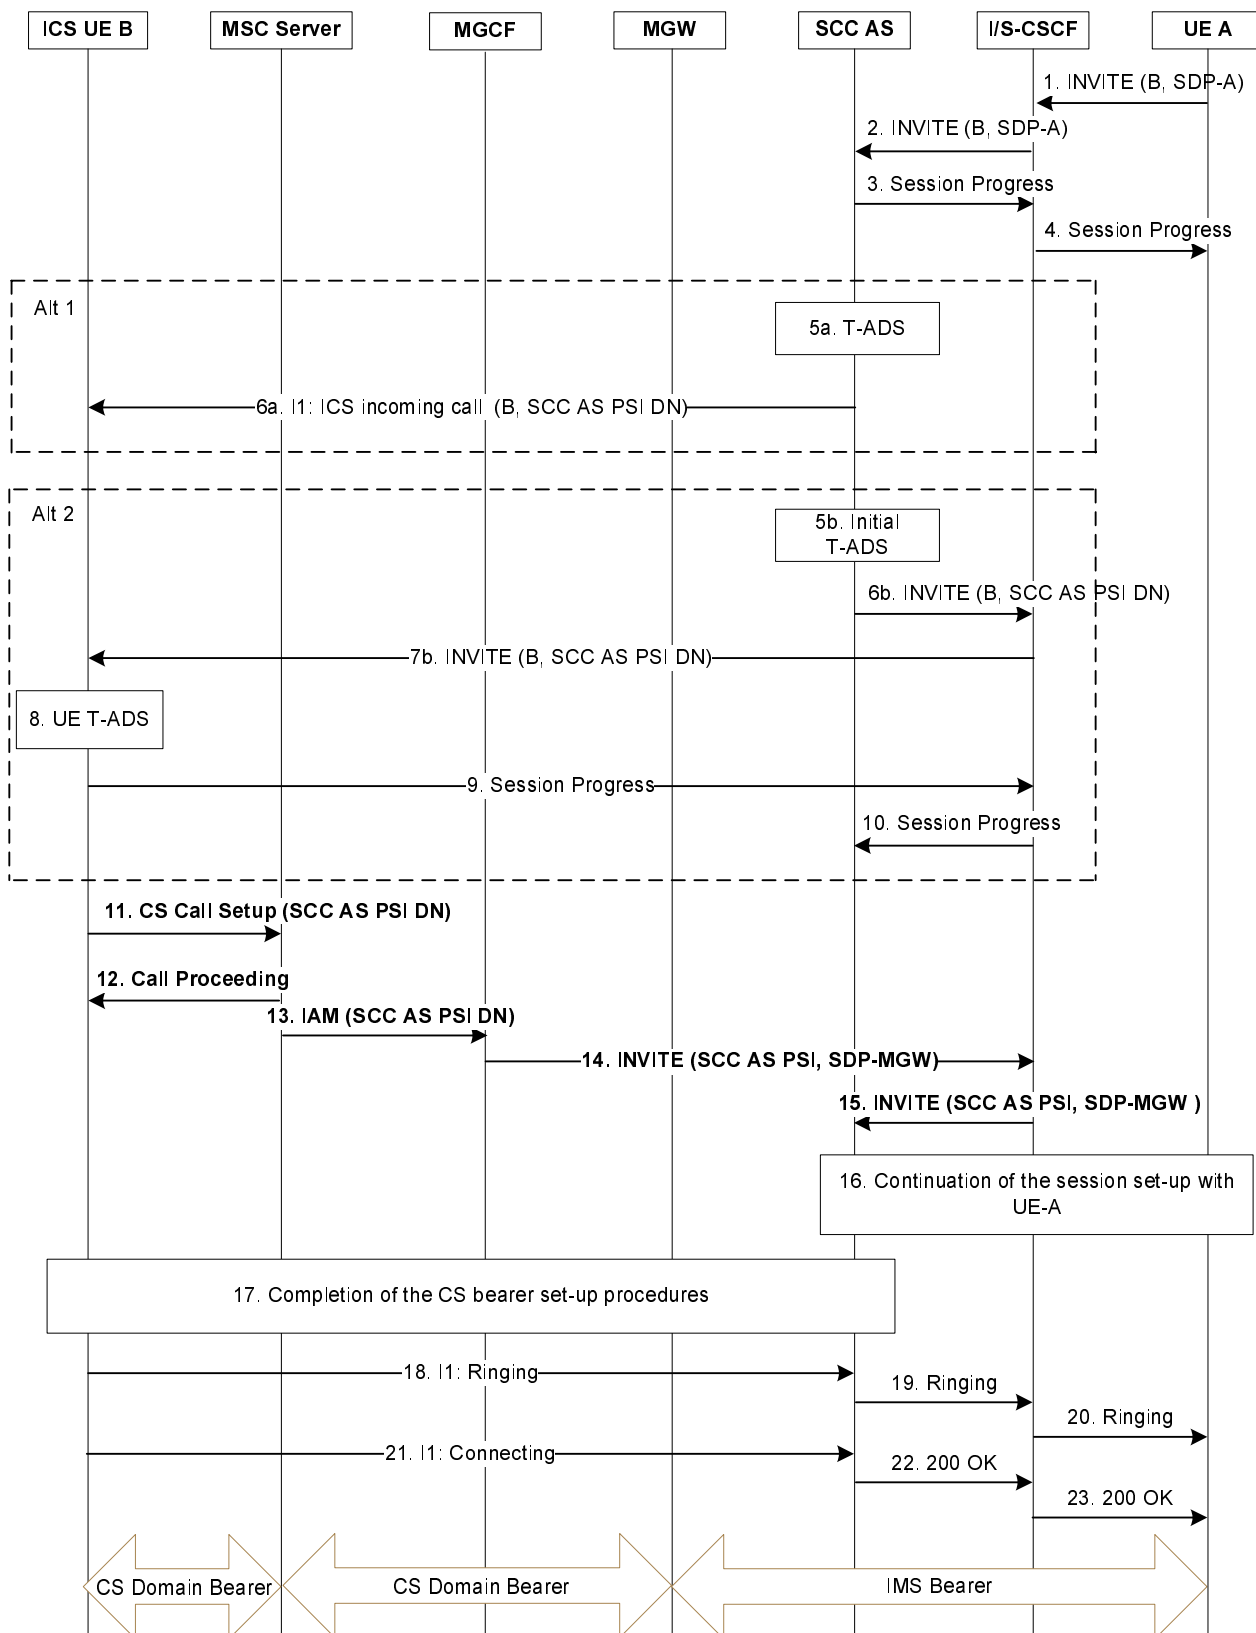 ICS UE B
MSC Server
MGCF
MGW
SCC AS
I/S-CSCF
UE A
1. INVITE (B, SDP-A)
2. INVITE (B, SDP-A)
3. Session Progress
4. Session Progress
Alt 1
5a. T-ADS
6a. I1: ICS incoming call (B, SCC AS PSI DN)
Alt 2
5b. Initial
T-ADS
6b. INVITE (B, SCC AS PSI DN)
7b. INVITE (B, SCC AS PSI DN)
8. UE T-ADS
9. Session Progress
10. Session Progress
11. CS Call Setup (SCC AS PSI DN)
12. Call Proceeding
13. IAM (SCC AS PSI DN)
14. INVITE (SCC AS PSI, SDP-MGW)
15. INVITE (SCC AS PSI, SDP-MGW )
16. Continuation of the session set-up with
UE-A
17. Completion of the CS bearer set-up procedures
18. I1: Ringing
19. Ringing
20. Ringing
21. I1: Connecting
22. 200 OK
23. 200 OK
CS Domain Bearer
CS Domain Bearer
IMS Bearer